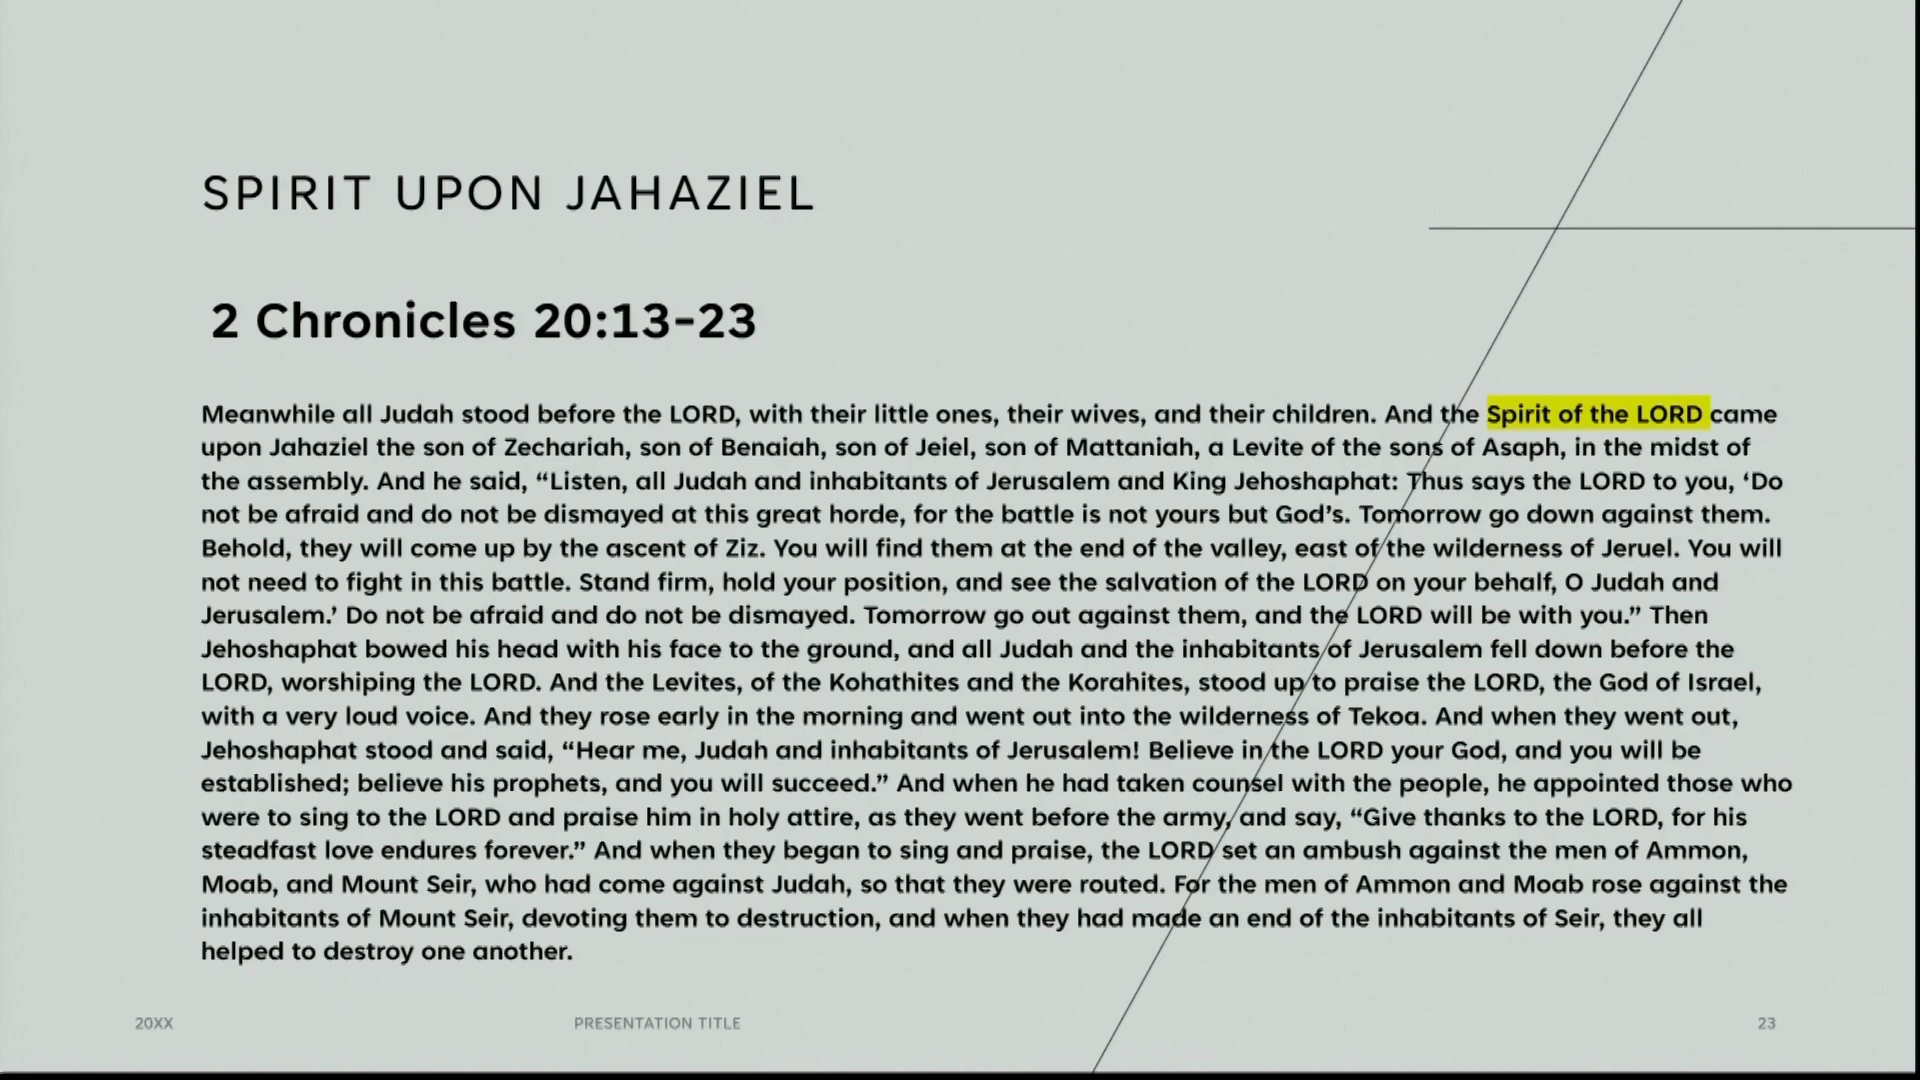 SPIRIT UPON JAHAZIEL
2 Chronicles 20:13-23
Meanwhile all Judah stood before the LORD, with their little ones, their wives, and their children. And the Spirit of the LORD came
upon Jahaziel the son of Zechariah, son of Benaiah, son of Jeiel, son of Mattaniah, a Levite of the sons of Asaph, in the midst of
the assembly. And he said, “Listen, all Judah and inhabitants of Jerusalem and King Jehoshaphat: Thus says the LORD to you, ‘Do
not be afraid and do not be dismayed at this great horde, for the battle is not yours but God’s. Tomorrow go down against them.
Behold, they will come up by the ascent of Ziz. You will find them at the end of the valley, east of the wilderness of Jeruel. You will
not need to fight in this battle. Stand firm, hold your position, and see the salvation of the LORD on your behalf, O Judah and
Jerusalem.’ Do not be afraid and do not be dismayed. Tomorrow go out against them, and the LORD will be with you.” Then
Jehoshaphat bowed his head with his face to the ground, and all Judah and the inhabitants of Jerusalem fell down before the
LORD, worshiping the LORD. And the Levites, of the Kohathites and the Korahites, stood up to praise the LORD, the God of Israel,
with a very loud voice. And they rose early in the morning and went out into the wilderness of Tekoa. And when they went out,
Jehoshaphat stood and said, “Hear me, Judah and inhabitants of Jerusalem! Believe in the LORD your God, and you will be
established; believe his prophets, and you will succeed.” And when he had taken counsel with the people, he appointed those who
were to sing to the LORD and praise him in holy attire, as they went before the army, and say, “Give thanks to the LORD, for his
steadfast love endures forever.” And when they began to sing and praise, the LORD set an ambush against the men of Ammon,
Moab, and Mount Seir, who had come against Judah, so that they were routed. For the men of Ammon and Moab rose against the
inhabitants of Mount Seir, devoting them to destruction, and when they had made an end of the inhabitants of Seir, they all
helped to destroy one another.
20XX
PRESENTATION TITLE
23